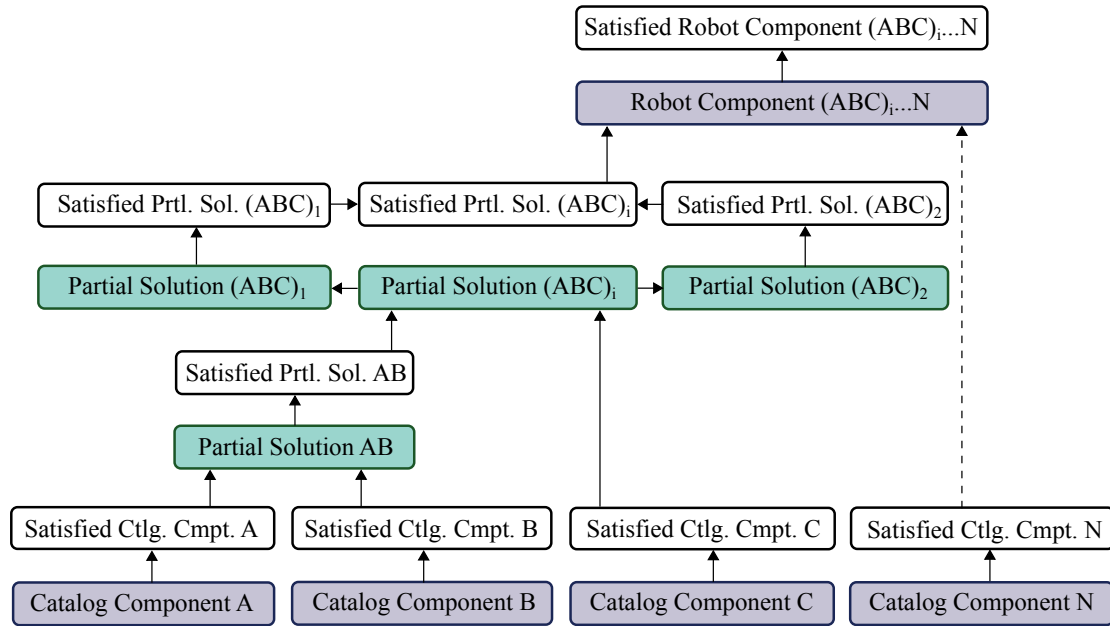 Satisfied Robot Component (ABC)ᵢ...N
Robot Component (ABC)ᵢ...N
Satisfied Prtl. Sol. (ABC)₁
Satisfied Prtl. Sol. (ABC)ᵢ
Satisfied Prtl. Sol. (ABC)₂
Partial Solution (ABC)₁
Partial Solution (ABC)ᵢ
Partial Solution (ABC)₂
Satisfied Prtl. Sol. AB
Partial Solution AB
Satisfied Ctlg. Cmpt. A
Satisfied Ctlg. Cmpt. B
Satisfied Ctlg. Cmpt. C
Satisfied Ctlg. Cmpt. N
Catalog Component A
Catalog Component B
Catalog Component C
Catalog Component N